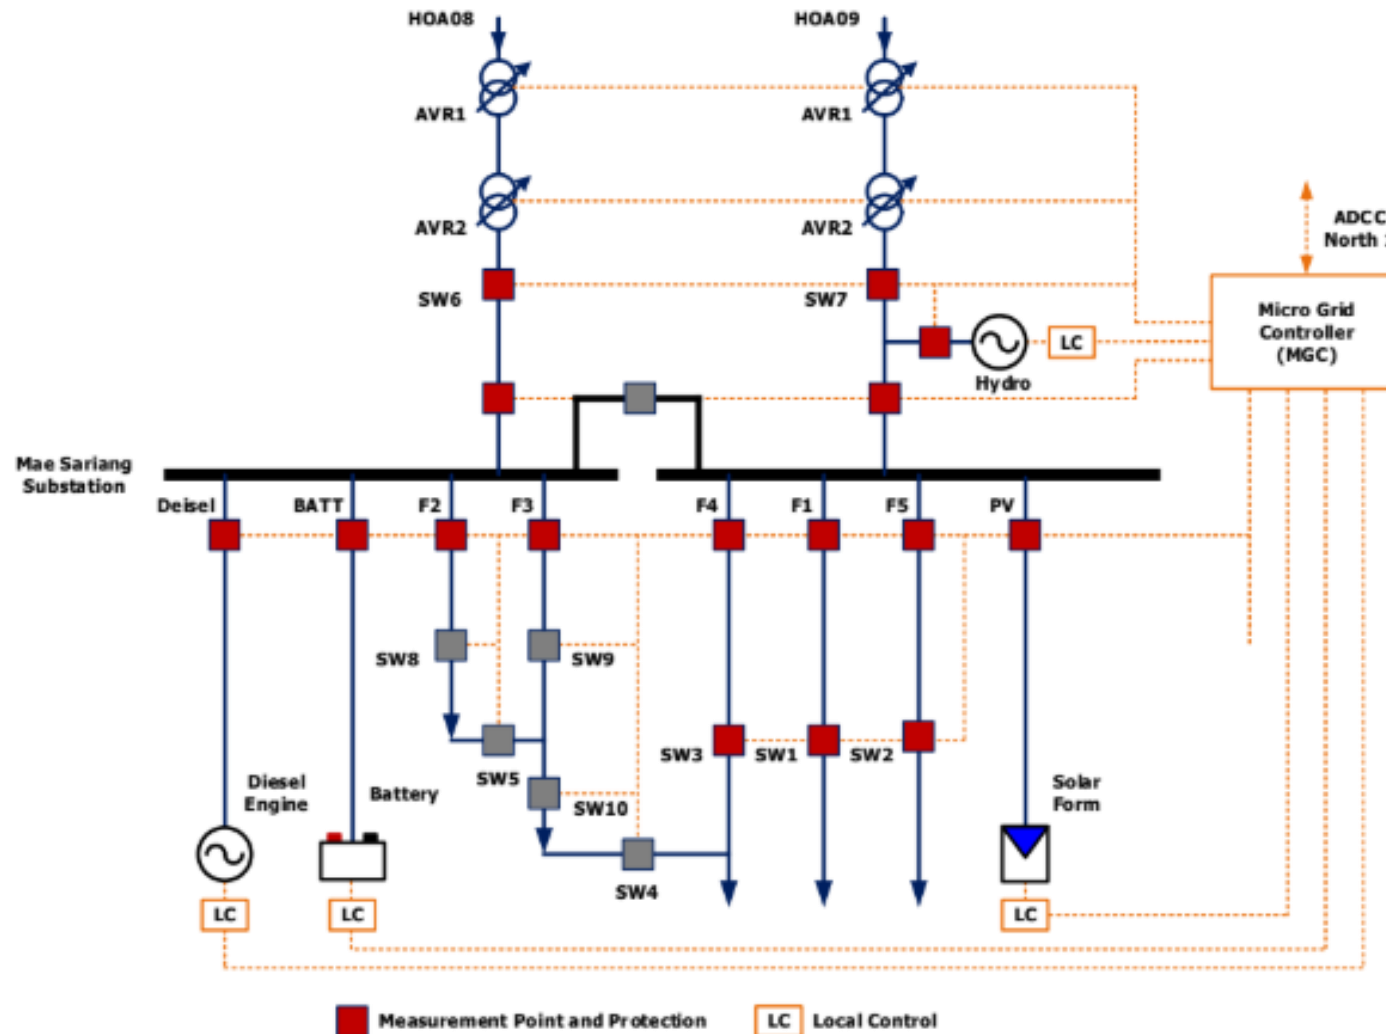 HOA08
HOA09
AVR1
AVR1
AVR2
AVR2
ADCC
North
SW6
SW7
Micro Grid
Controller
(MGC)
LC
Hydro
Mae Sariang
Substation
Deisel
BATT
F2
F3
F4
F1
F5
PV
SW8
SW9
SW3
SW1
SW2
SW5
Diesel
Engine
Battery
SW10
Solar
Form
SW4
LC
LC
LC
Measurement Point and Protection
LC
Local Control